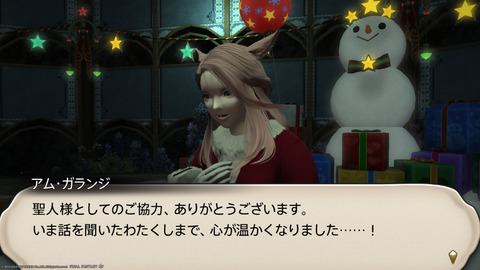 アム・ガランジ
聖人様としてのご協力、ありがとうございます。
いま話を聞いたわたくしまで、心が温かくなりました……！